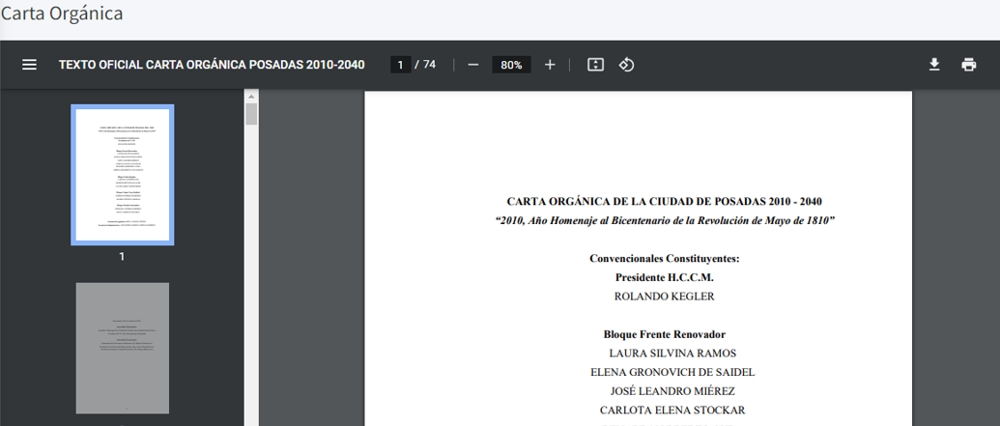 Carta Orgánica
TEXTO OFICIAL CARTA ORGÁNICA POSADAS 2010-2040
1 / 74
80%
CARTA ORGÁNICA DE LA CIUDAD DE POSADAS 2010 - 2040
“2010, Año Homenaje al Bicentenario de la Revolución de Mayo de 1810”
Convencionales Constituyentes:
Presidente H.C.C.M.
ROLANDO KEGLER
Bloque Frente Renovador
LAURA SILVINA RAMOS
ELENA GRONOVICH DE SAIDEL
JOSÉ LEANDRO MIÉREZ
CARLOTA ELENA STOCKAR
1